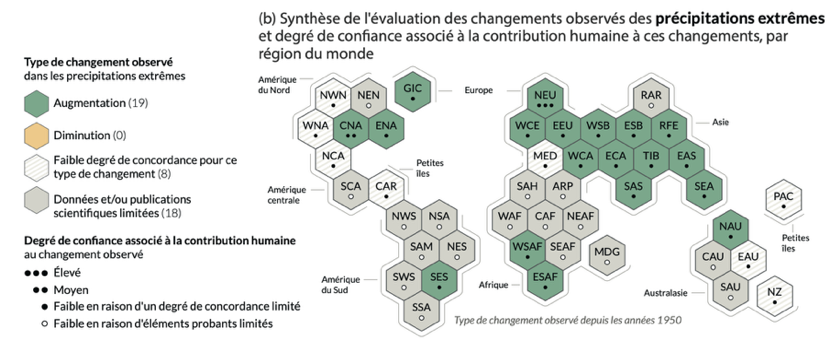 (b) Synthèse de l'évaluation des changements observés des précipitations extrêmes
et degré de confiance associé à la contribution humaine à ces changements, par
région du monde
Type de changement observé
dans les precipitations extrêmes
Augmentation (19)
Diminution (0)
Faible degré de concordance pour ce
type de changement (8)
Données et/ou publications
scientifiques limitées (18)
Degré de confiance associé à la contribution humaine
au changement observé
●●● Élevé
●● Moyen
● Faible en raison d'un degré de concordance limité
○ Faible en raison d'éléments probants limités
Amérique
du Nord
NWN NEN GIC
WNA CNA ENA
NCA
Petites
îles
SCA CAR
Amérique
centrale
NWS NSA
SAM NES
Amérique
du Sud
SWS SES
SSA
Europe
NEU RAR
WCE EEU WSB ESB RFE
Asie
MED WCA ECA TIB EAS
SAH ARP SAS SEA
WAF CAF NEAF
WSAF SEAF MDG
Afrique
ESAF
PAC
Petites
îles
NAU
CAU EAU
Australasie
SAU NZ
Type de changement observé depuis les années 1950